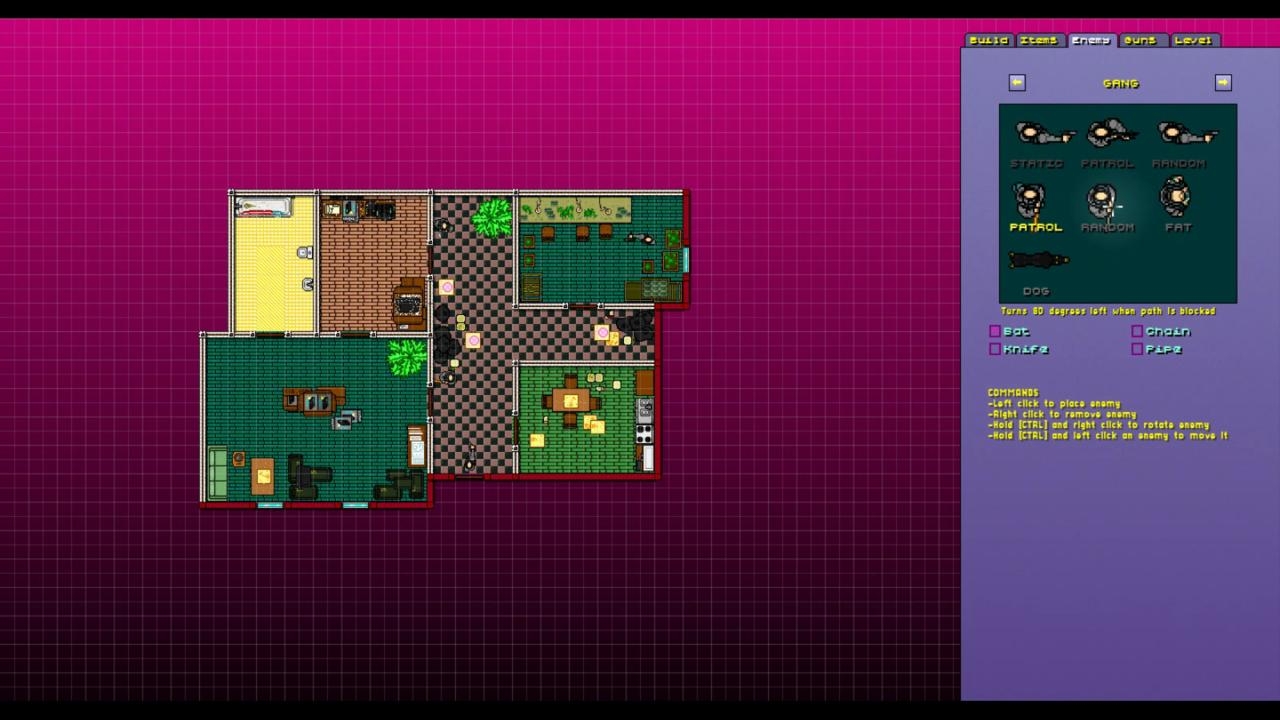 Build Items Enemy Guns Level
GANG
STATIC PATROL RANDOM
PATROL RANDOM FAT
DOG
Turns 80 degrees left when path is blocked
Bat Chain
Knife Pipe
COMMANDS
-Left click to place enemy
-Right click to remove enemy
-Hold [CTRL] and right click to rotate enemy
-Hold [CTRL] and left click an enemy to move it